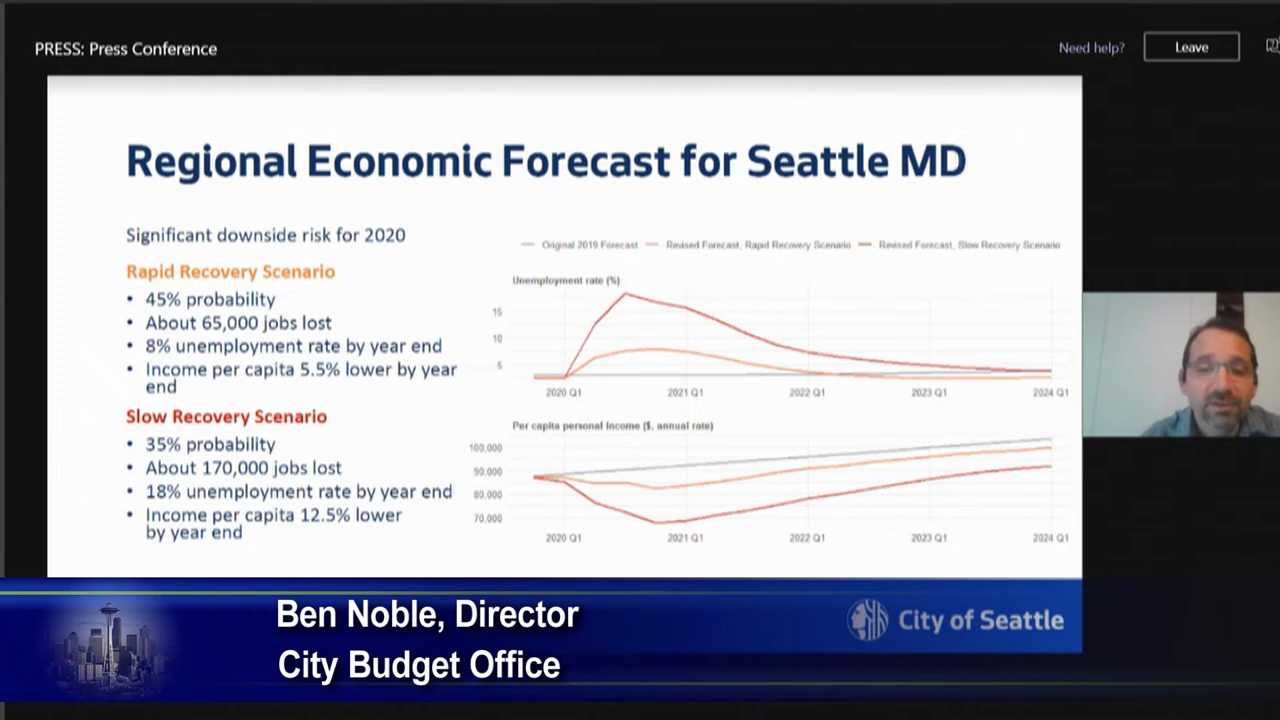 PRESS: Press Conference
Need help?
Leave
Regional Economic Forecast for Seattle MD
Significant downside risk for 2020
Rapid Recovery Scenario
• 45% probability
• About 65,000 jobs lost
• 8% unemployment rate by year end
• Income per capita 5.5% lower by year
end
Slow Recovery Scenario
• 35% probability
• About 170,000 jobs lost
• 18% unemployment rate by year end
• Income per capita 12.5% lower
by year end
Original 2019 Forecast
Revised Forecast, Rapid Recovery Scenario
Revised Forecast, Slow Recovery Scenario
Unemployment rate (%)
15
10
5
2020 Q1 2021 Q1 2022 Q1 2023 Q1 2024 Q1
Per capita personal income ($, annual rate)
100,000
90,000
80,000
70,000
2020 Q1 2021 Q1 2022 Q1 2023 Q1 2024 Q1
Ben Noble, Director
City Budget Office
City of Seattle